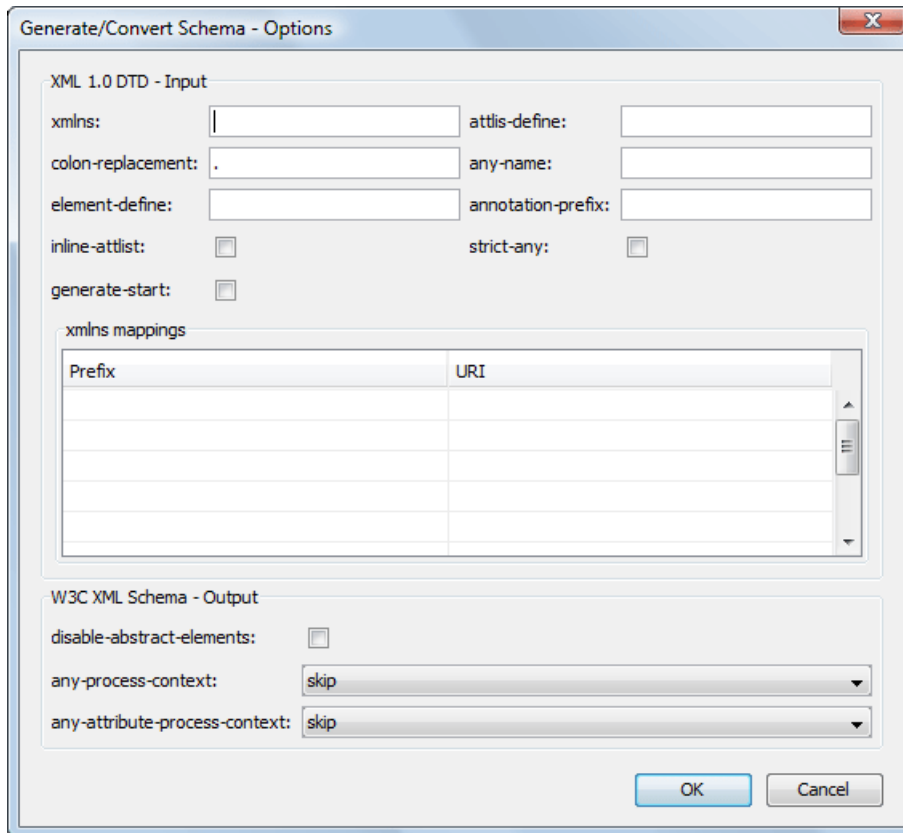 Generate/Convert Schema - Options
XML 1.0 DTD - Input
xmlns: attlis-define:
colon-replacement: . any-name:
element-define: annotation-prefix:
inline-attlist: strict-any:
generate-start:
xmlns mappings
Prefix URI
W3C XML Schema - Output
disable-abstract-elements:
any-process-context: skip
any-attribute-process-context: skip
OK Cancel